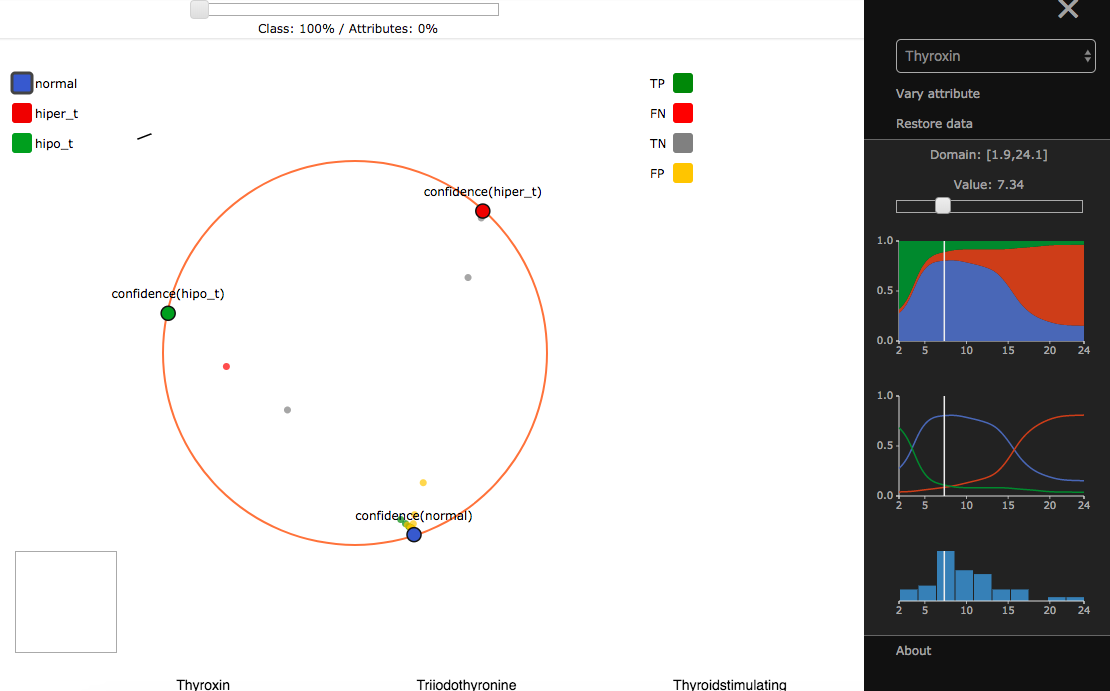 Class: 100% / Attributes: 0%
normal
hiper_t
hipo_t
TP
FN
TN
FP
confidence(hiper_t)
confidence(hipo_t)
confidence(normal)
Thyroxin Triiodothyronine Thyroidstimulating
Thyroxin
Vary attribute
Restore data
Domain: [1.9,24.1]
Value: 7.34
1.0
0.5
0.0
2 5 10 15 20 24
1.0
0.5
0.0
2 5 10 15 20 24
2 5 10 15 20 24
About